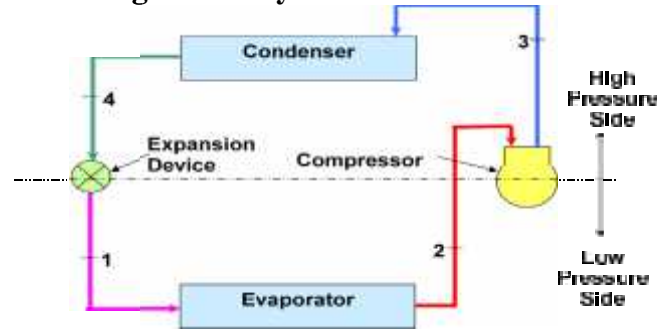 Condenser
3
High
Pressure
Side
4
Expansion
Device
Compressor
1
2
Low
Pressure
Side
Evaporator